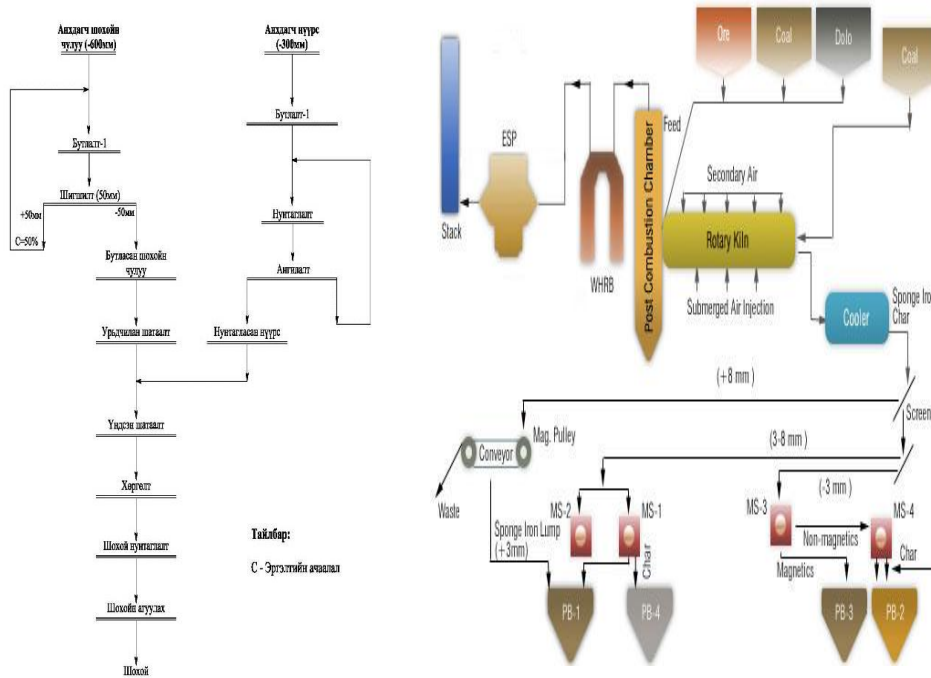 Анхдагч шохойн
чулуу (-600мм)
Анхдагч нүүрс
(-300мм)
Бутлалт-1
Бутлалт-1
Шигшилт (50мм)
+50мм
-50мм
C=50%
Нунтаглалт
Бутласан шохойн
чулуу
Ангилалт
Урьдчилан шатаалт
Нунтагласан нүүрс
Үндсэн шатаалт
Хөргөлт
Шохой нунтаглалт
Шохойн агуулах
Шохой
Тайлбар:
C - Эргэлтийн ачаалал
Ore
Coal
Dolo
Coal
Feed
ESP
Stack
WHRB
Post Combustion Chamber
Secondary Air
Rotary Kiln
Submerged Air Injection
Cooler
Sponge Iron
Char
(+8 mm)
Screen
Mag. Pulley
Conveyor
Waste
(3-8 mm)
(-3 mm)
MS-2
MS-1
MS-3
MS-4
Sponge Iron Lump
(+3mm)
Char
Non-magnetics
Magnetics
Char
PB-1
PB-4
PB-3
PB-2